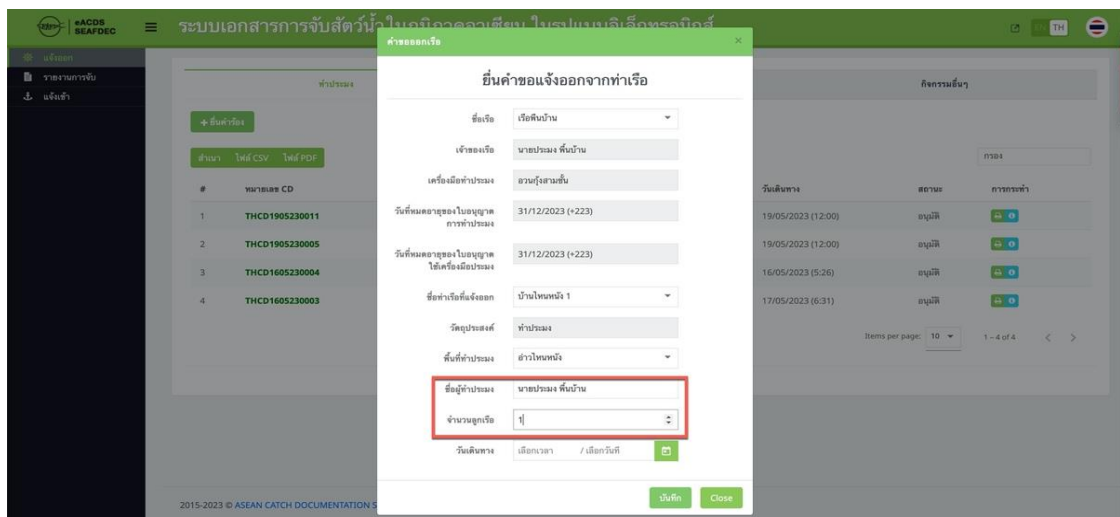 eACDS
SEAFDEC
ระบบเอกสารการจับสัตว์น้ำในภูมิภาคอาเซียน ในรูปแบบอิเล็กทรอนิกส์
EN TH
แจ้งออก
รายงานการจับ
แจ้งเข้า
ทำประมง
กิจกรรมอื่นๆ
+ ยื่นคำร้อง
สำเนา ไฟล์ CSV ไฟล์ PDF
กรอง
# หมายเลข CD วันเดินทาง สถานะ การกระทำ
1 THCD1905230011 19/05/2023 (12:00) อนุมัติ
2 THCD1905230005 19/05/2023 (12:00) อนุมัติ
3 THCD1605230004 16/05/2023 (5:26) อนุมัติ
4 THCD1605230003 17/05/2023 (6:31) อนุมัติ
Items per page: 10 1 – 4 of 4 < >
คำขอออกเรือ ×
ยื่นคำขอแจ้งออกจากท่าเรือ
ชื่อเรือ เรือพื้นบ้าน
เจ้าของเรือ นายประมง พื้นบ้าน
เครื่องมือทำประมง อวนกุ้งสามชั้น
วันที่หมดอายุของใบอนุญาต
การทำประมง 31/12/2023 (+223)
วันที่หมดอายุของใบอนุญาต
ใช้เครื่องมือประมง 31/12/2023 (+223)
ชื่อท่าเรือที่แจ้งออก บ้านไหนหนัง 1
วัตถุประสงค์ ทำประมง
พื้นที่ทำประมง อ่าวไหนหนัง
ชื่อผู้ทำประมง นายประมง พื้นบ้าน
จำนวนลูกเรือ 1
วันเดินทาง เลือกเวลา / เลือกวันที่
บันทึก Close
2015-2023 © ASEAN CATCH DOCUMENTATION S